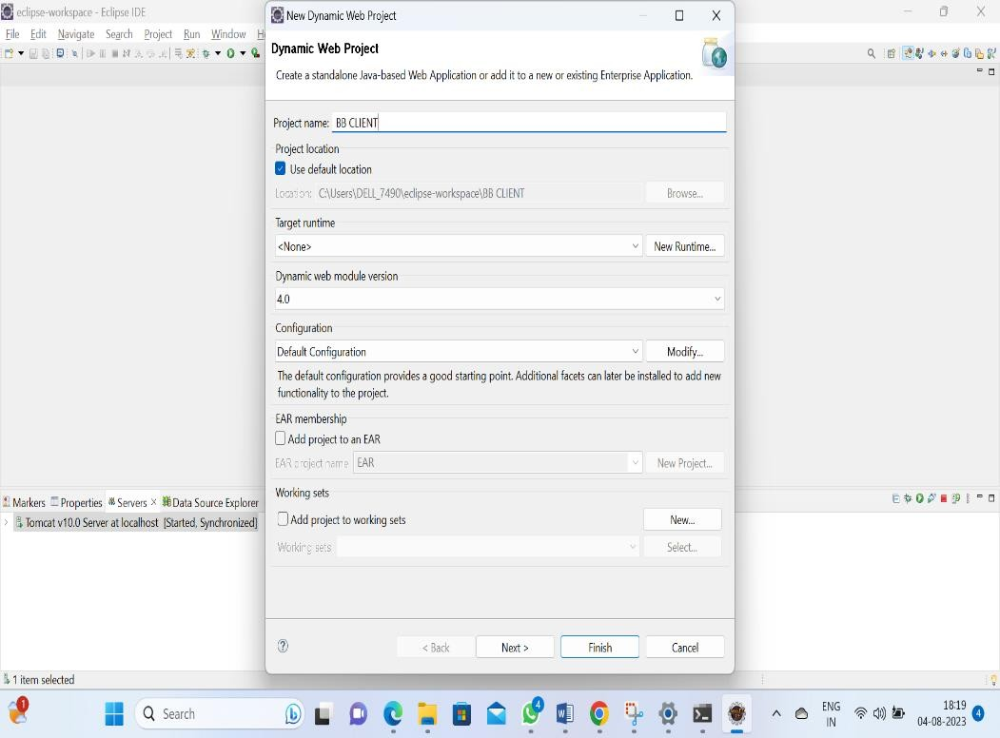 eclipse-workspace - Eclipse IDE
File Edit Navigate Search Project Run Window H
New Dynamic Web Project
Dynamic Web Project
Create a standalone Java-based Web Application or add it to a new or existing Enterprise Application.
Project name: BB CLIENT
Project location
Use default location
Location: C:\Users\DELL_7490\eclipse-workspace\BB CLIENT Browse...
Target runtime
<None> New Runtime...
Dynamic web module version
4.0
Configuration
Default Configuration Modify...
The default configuration provides a good starting point. Additional facets can later be installed to add new
functionality to the project.
EAR membership
Add project to an EAR
EAR project name EAR New Project...
Working sets
Add project to working sets New...
Working sets Select...
< Back Next > Finish Cancel
Markers Properties Servers Data Source Explorer
Tomcat v10.0 Server at localhost [Started, Synchronized]
1 item selected
1 Search 4 ENG IN 18:19 04-08-2023 4